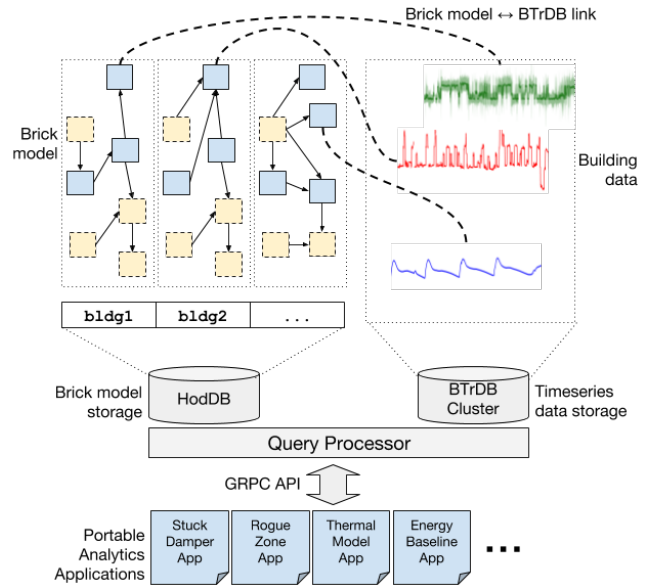 Brick model ↔ BTrDB link
Brick
model
Building
data
bldg1 bldg2 ...
Brick model
storage
HodDB
BTrDB
Cluster
Timeseries
data storage
Query Processor
GRPC API
Portable
Analytics
Applications
Stuck
Damper
App
Rogue
Zone
App
Thermal
Model
App
Energy
Baseline
App
...